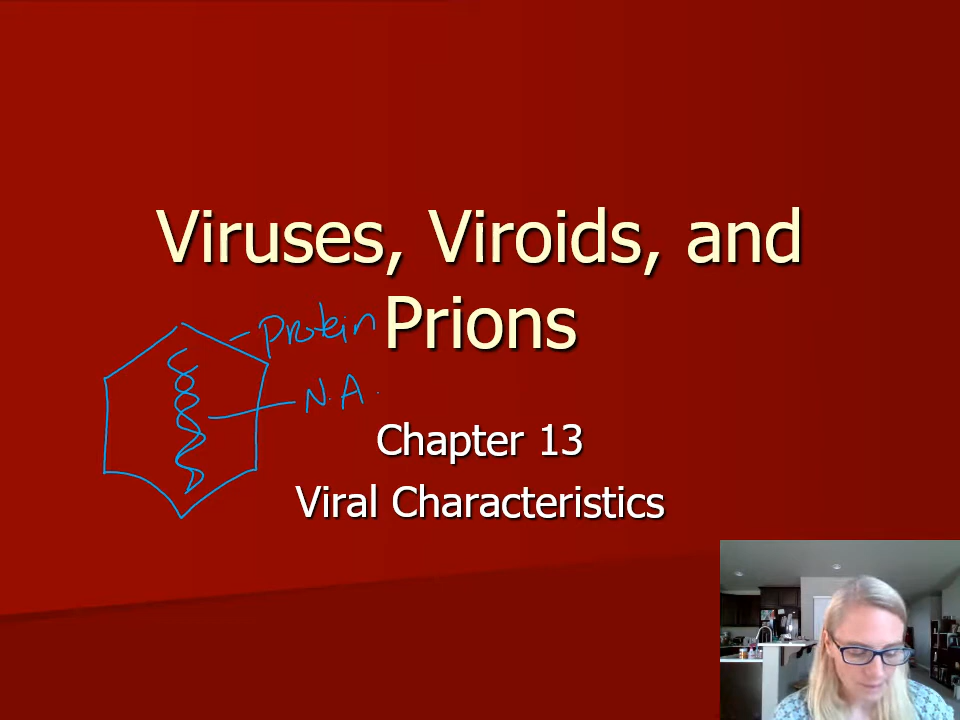 Viruses, Viroids, and
Prions
Protein
N.A.
Chapter 13
Viral Characteristics